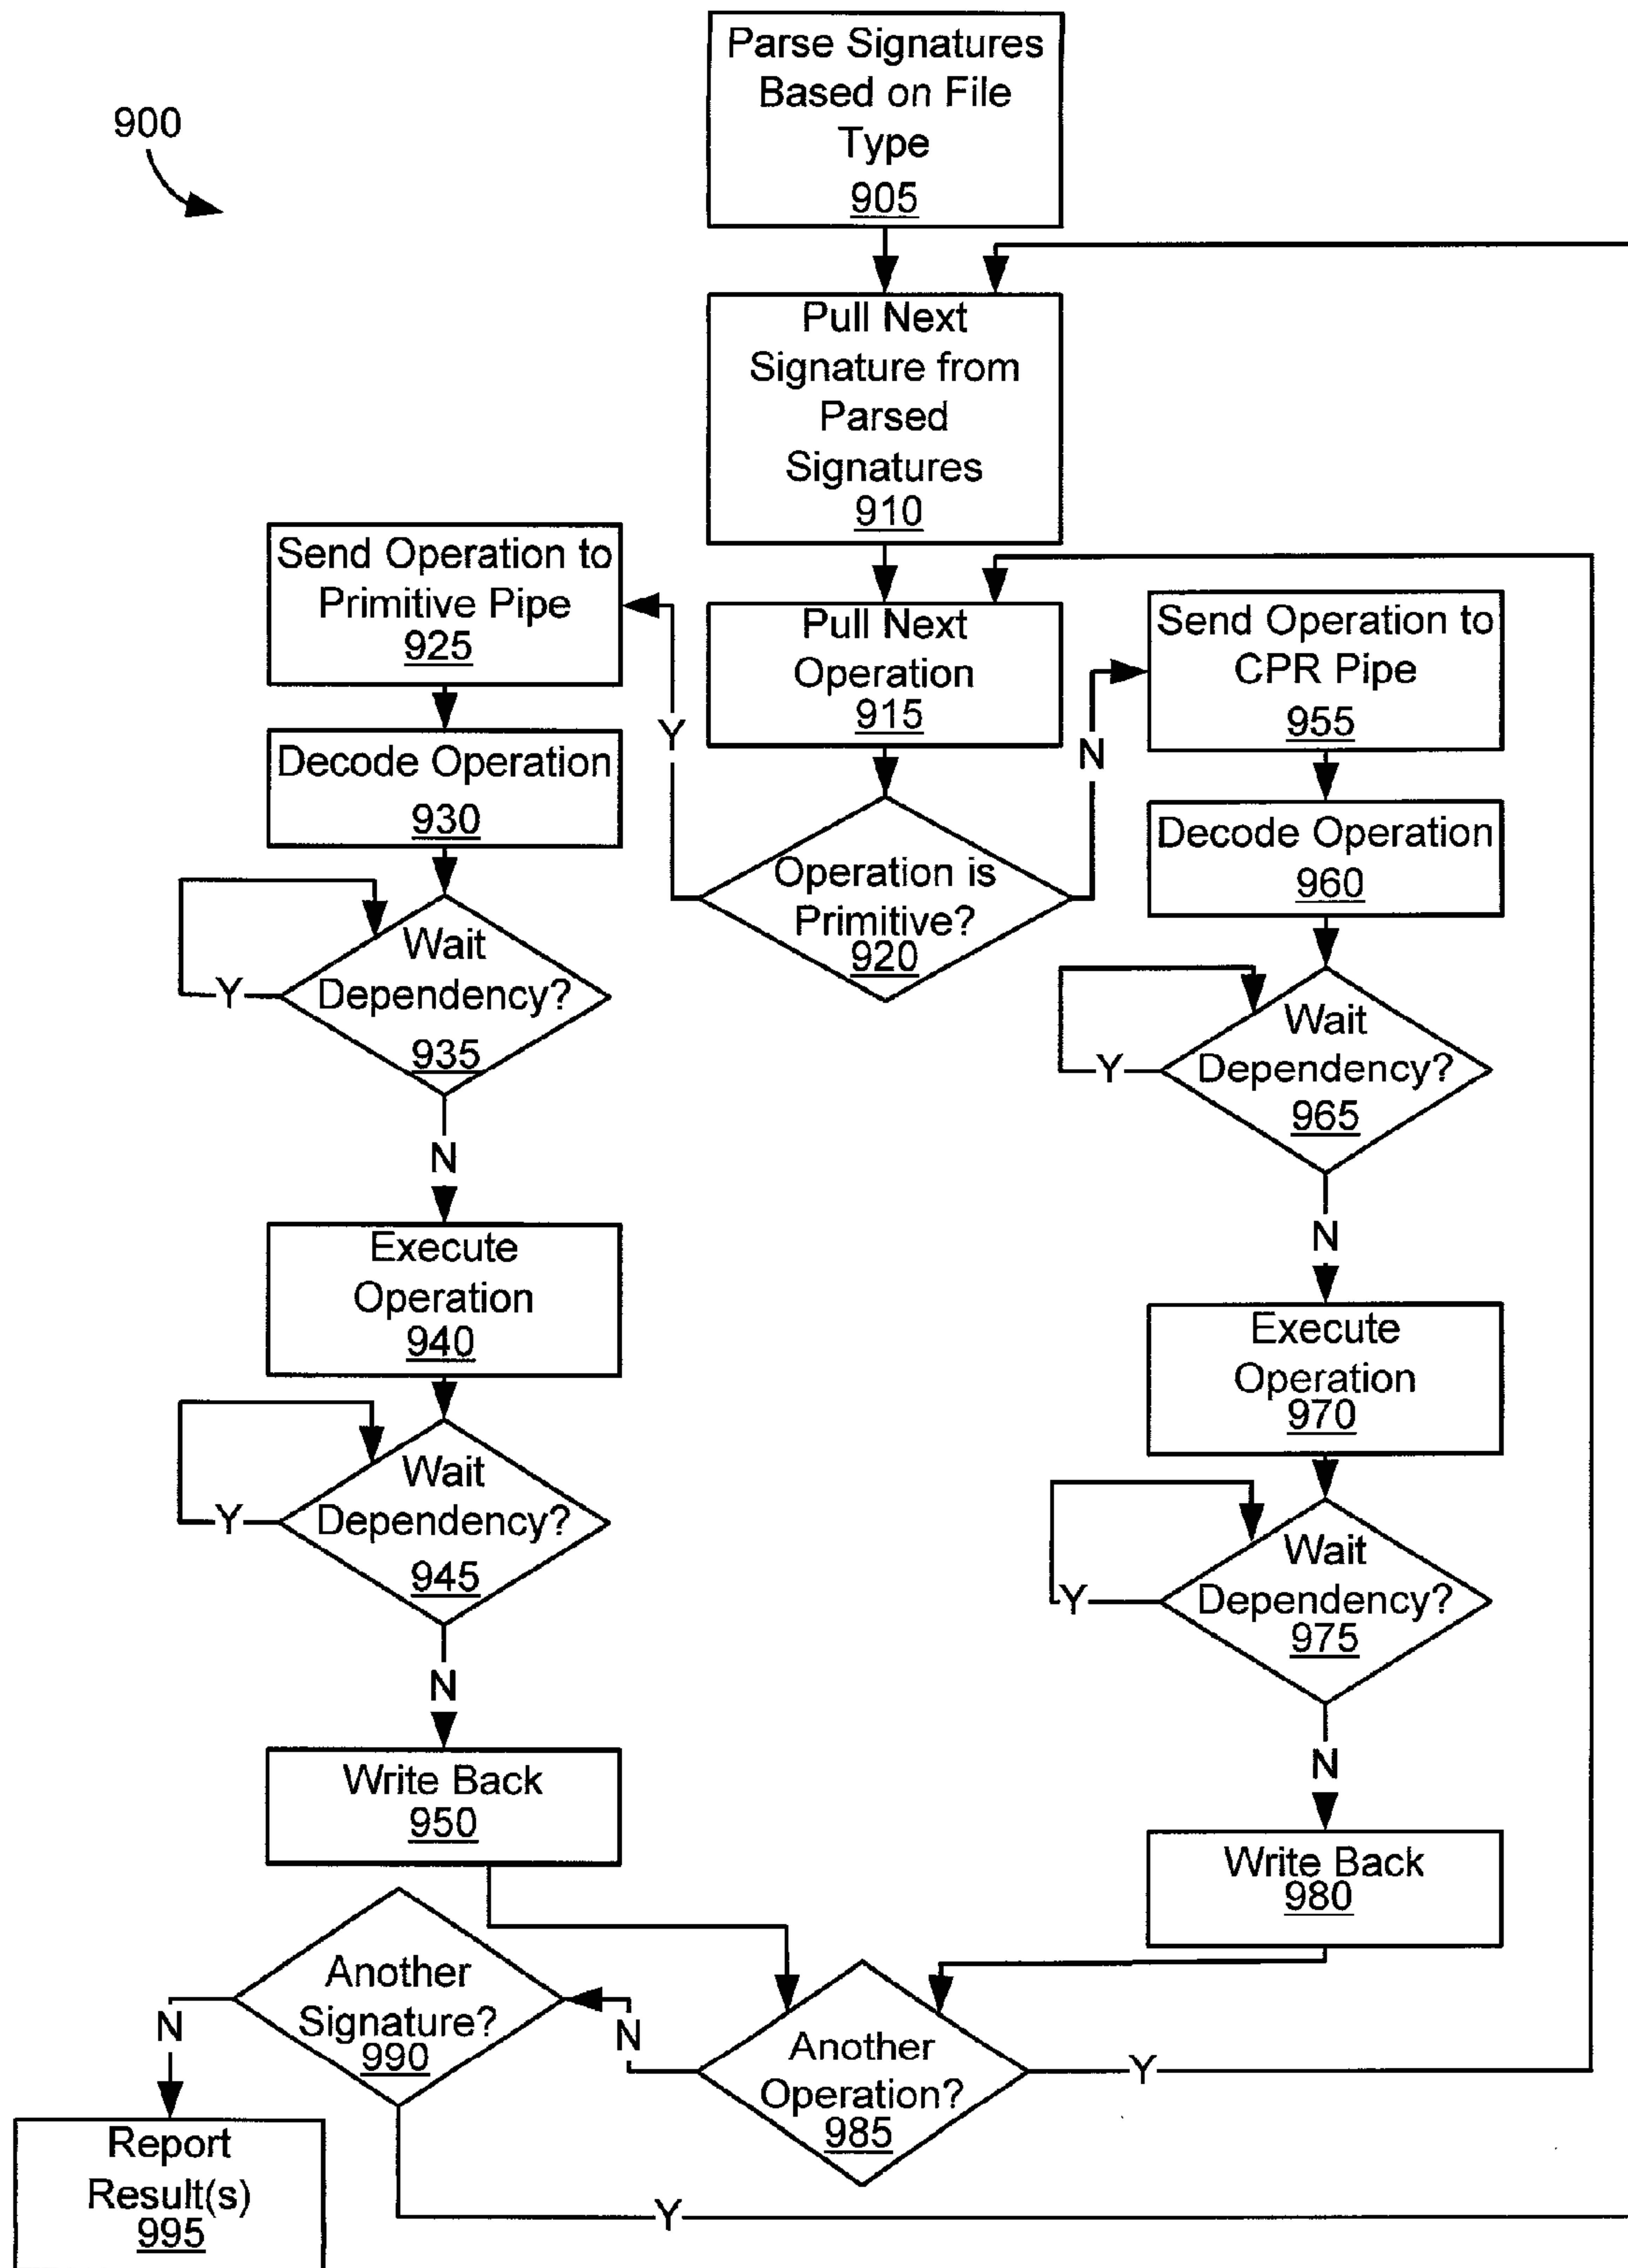 900
Parse Signatures
Based on File
Type
905
Pull Next
Signature from
Parsed
Signatures
910
Pull Next
Operation
915
Operation is
Primitive?
920
Y
N
Send Operation to
Primitive Pipe
925
Decode Operation
930
Wait
Dependency?
935
Y
N
Execute
Operation
940
Wait
Dependency?
945
Y
N
Write Back
950
Send Operation to
CPR Pipe
955
Decode Operation
960
Wait
Dependency?
965
Y
N
Execute
Operation
970
Wait
Dependency?
975
Y
N
Write Back
980
Another
Operation?
985
Y
N
Another
Signature?
990
Y
N
Report
Result(s)
995